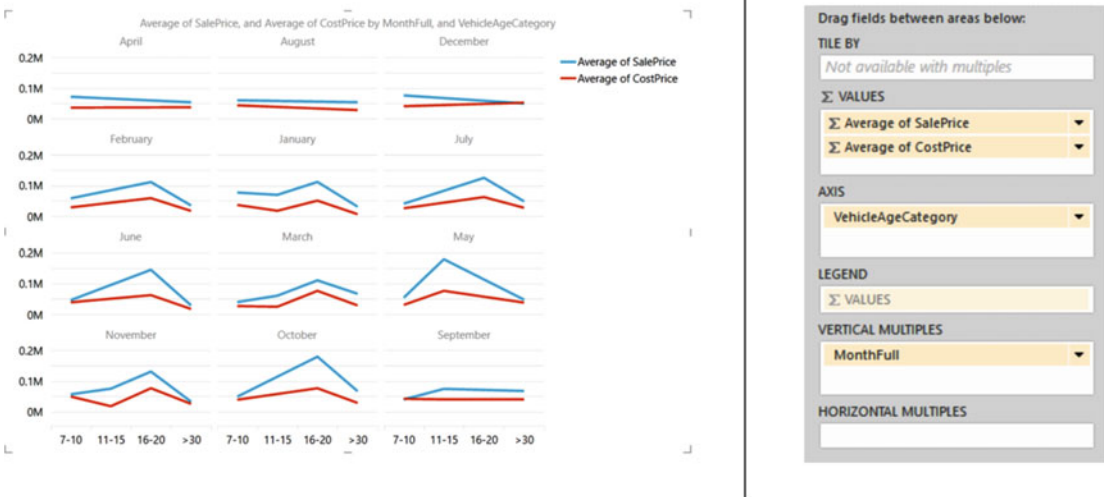 Average of SalePrice, and Average of CostPrice by MonthFull, and VehicleAgeCategory
April August December
0.2M
0.1M
0M
Average of SalePrice
Average of CostPrice
February January July
0.2M
0.1M
0M
June March May
0.2M
0.1M
0M
November October September
0.2M
0.1M
0M
7-10 11-15 16-20 >30 7-10 11-15 16-20 >30 7-10 11-15 16-20 >30
Drag fields between areas below:
TILE BY
Not available with multiples
Σ VALUES
Σ Average of SalePrice
Σ Average of CostPrice
AXIS
VehicleAgeCategory
LEGEND
Σ VALUES
VERTICAL MULTIPLES
MonthFull
HORIZONTAL MULTIPLES